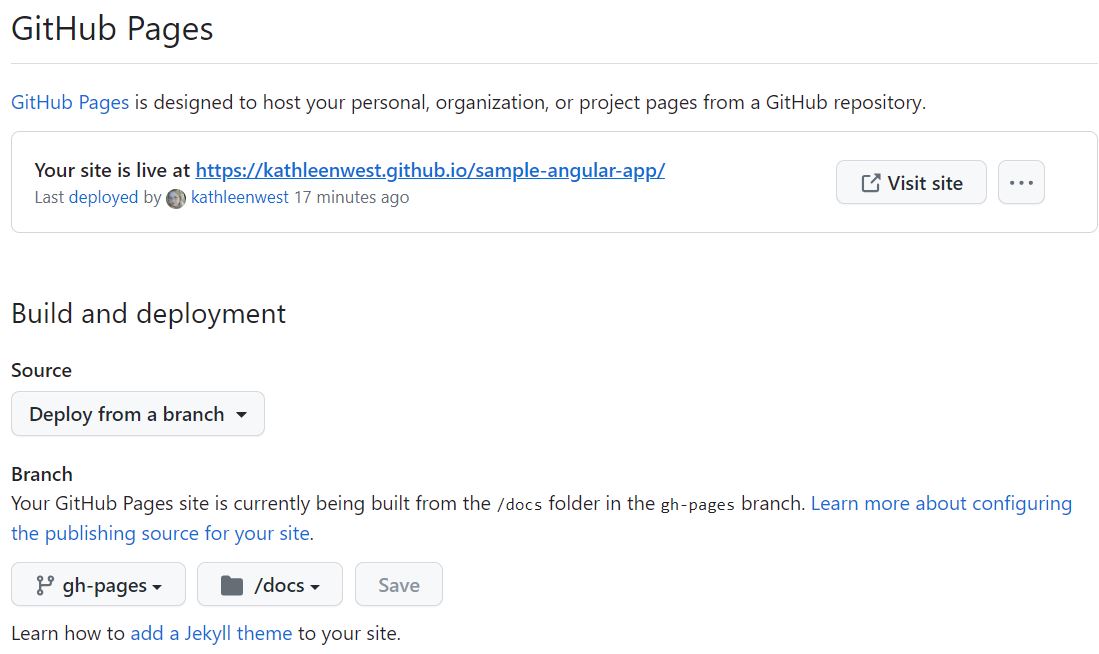 GitHub Pages
GitHub Pages is designed to host your personal, organization, or project pages from a GitHub repository.
Your site is live at https://kathleenwest.github.io/sample-angular-app/
Last deployed by kathleenwest 17 minutes ago
Visit site
Build and deployment
Source
Deploy from a branch
Branch
Your GitHub Pages site is currently being built from the /docs folder in the gh-pages branch. Learn more about configuring
the publishing source for your site.
gh-pages /docs Save
Learn how to add a Jekyll theme to your site.